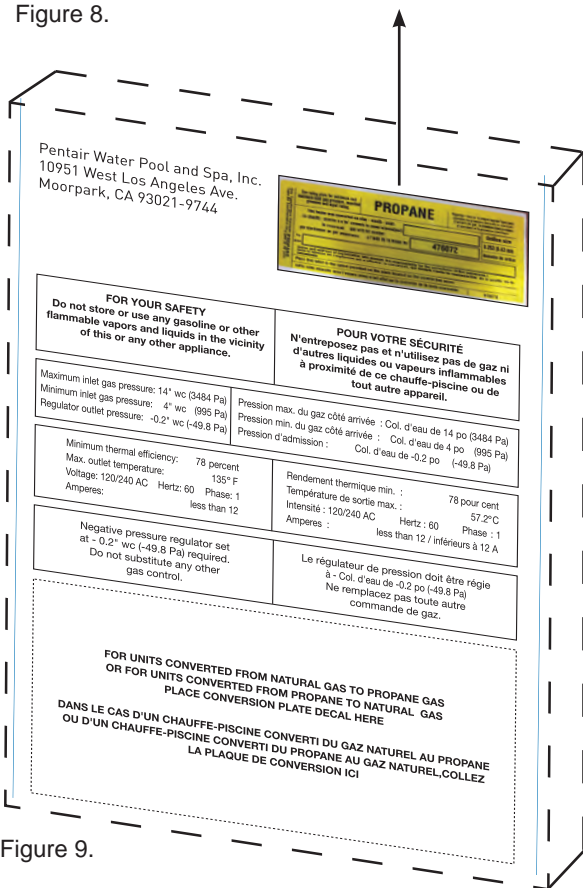 Figure 8.
Pentair Water Pool and Spa, Inc.
10951 West Los Angeles Ave.
Moorpark, CA 93021-9744
PROPANE
476072
FOR YOUR SAFETY
Do not store or use any gasoline or other
flammable vapors and liquids in the vicinity
of this or any other appliance.
POUR VOTRE SÉCURITÉ
N'entreposez pas et n'utilisez pas de gaz ni
d'autres liquides ou vapeurs inflammables
à proximité de ce chauffe-piscine ou de
tout autre appareil.
Maximum inlet gas pressure: 14" wc (3484 Pa)
Minimum inlet gas pressure: 4" wc (995 Pa)
Regulator outlet pressure: -0.2" wc (-49.8 Pa)
Pression max. du gaz côté arrivée : Col. d'eau de 14 po (3484 Pa)
Pression min. du gaz côté arrivée : Col. d'eau de 4 po (995 Pa)
Pression d'admission : Col. d'eau de -0.2 po (-49.8 Pa)
Minimum thermal efficiency: 78 percent
Max. outlet temperature: 135° F
Voltage: 120/240 AC Hertz: 60 Phase: 1
Amperes: less than 12
Rendement thermique min. : 78 pour cent
Température de sortie max. : 57.2°C
Intensité : 120/240 AC Hertz : 60 Phase : 1
Amperes : less than 12 / inférieurs à 12 A
Negative pressure regulator set
at - 0.2" wc (-49.8 Pa) required.
Do not substitute any other
gas control.
Le régulateur de pression doit être régie
à - Col. d'eau de -0.2 po (-49.8 Pa)
Ne remplacez pas toute autre
commande de gaz.
FOR UNITS CONVERTED FROM NATURAL GAS TO PROPANE GAS
OR FOR UNITS CONVERTED FROM PROPANE TO NATURAL GAS
PLACE CONVERSION PLATE DECAL HERE
DANS LE CAS D'UN CHAUFFE-PISCINE CONVERTI DU GAZ NATUREL AU PROPANE
OU D'UN CHAUFFE-PISCINE CONVERTI DU PROPANE AU GAZ NATUREL,COLLEZ
LA PLAQUE DE CONVERSION ICI
Figure 9.